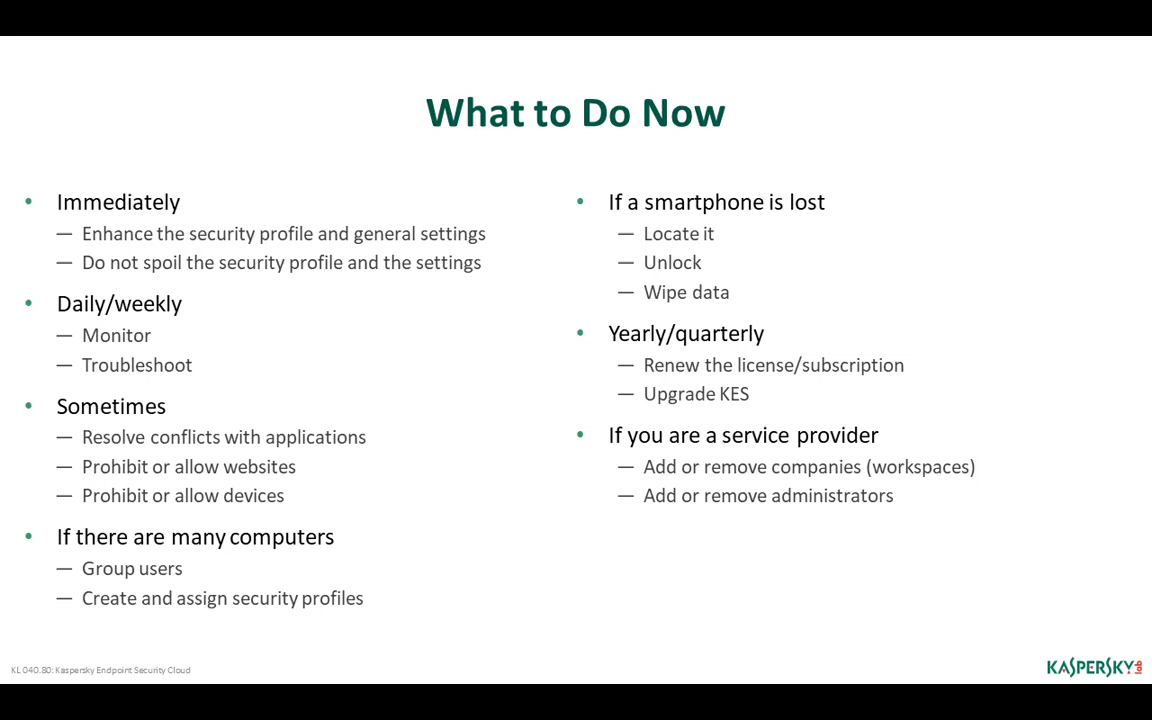 What to Do Now
• Immediately
— Enhance the security profile and general settings
— Do not spoil the security profile and the settings
• Daily/weekly
— Monitor
— Troubleshoot
• Sometimes
— Resolve conflicts with applications
— Prohibit or allow websites
— Prohibit or allow devices
• If there are many computers
— Group users
— Create and assign security profiles
• If a smartphone is lost
— Locate it
— Unlock
— Wipe data
• Yearly/quarterly
— Renew the license/subscription
— Upgrade KES
• If you are a service provider
— Add or remove companies (workspaces)
— Add or remove administrators
KL 040.80: Kaspersky Endpoint Security Cloud
KASPERSKY lab